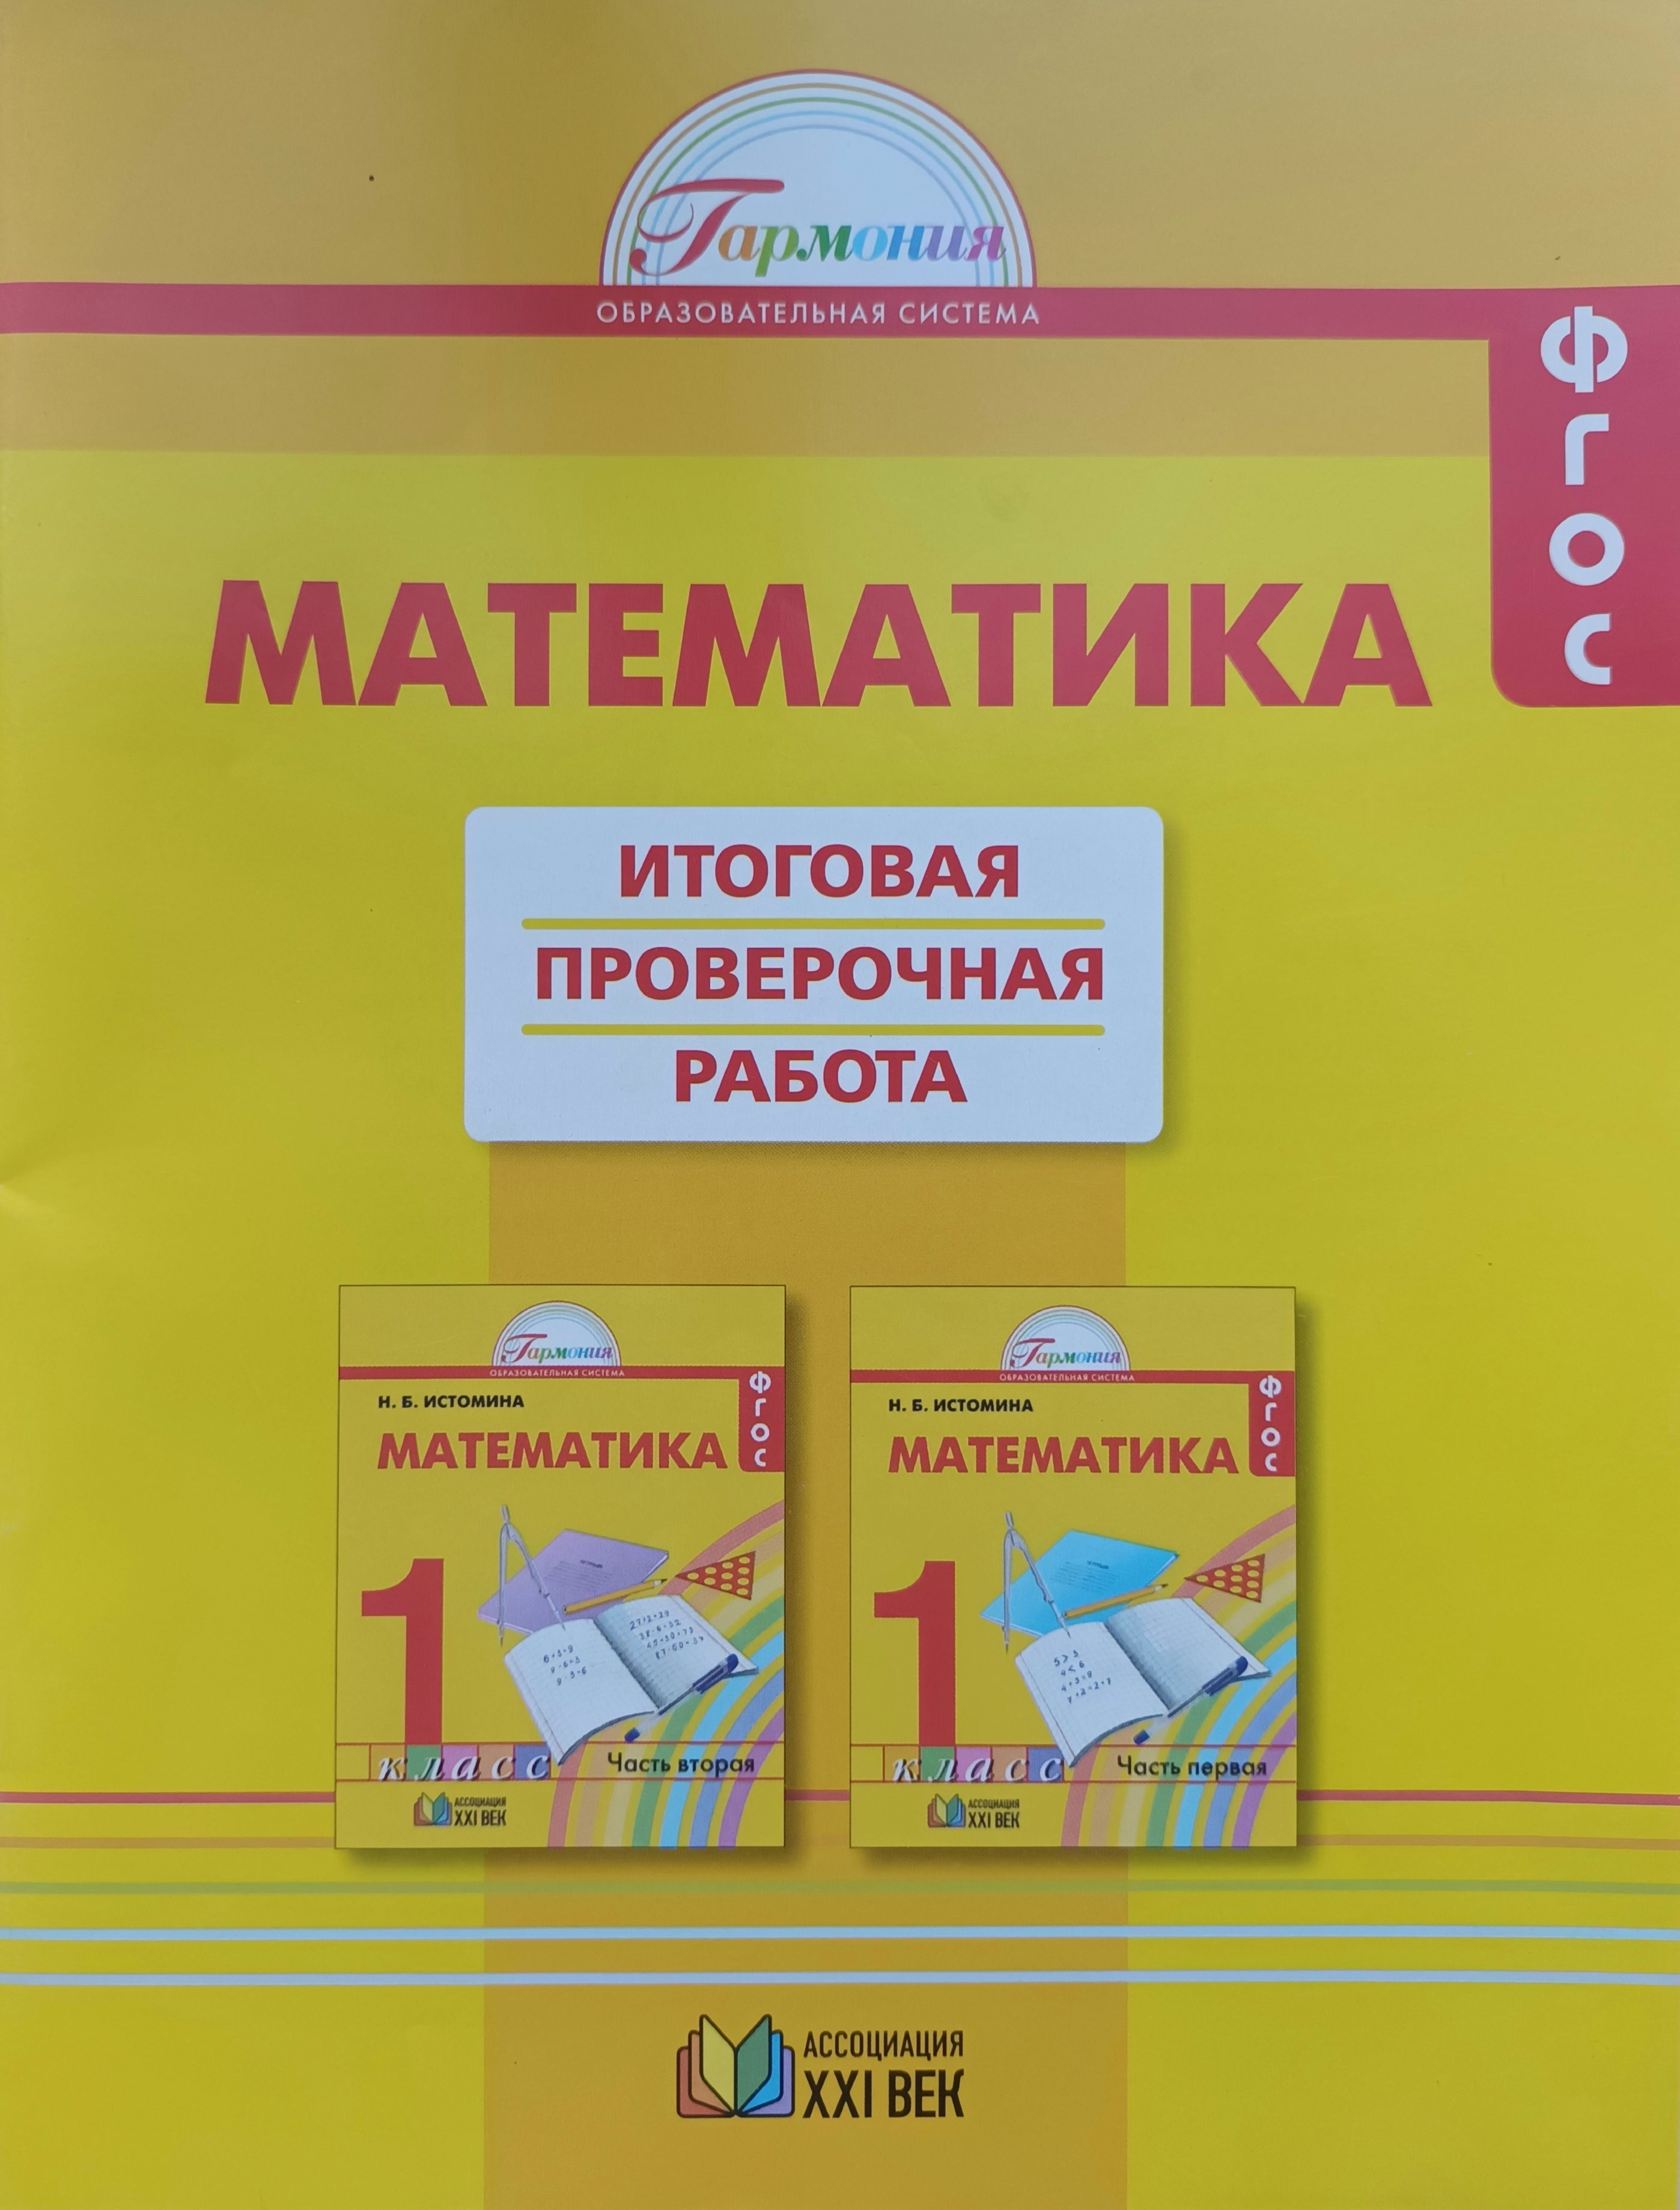 Гармония
ОБРАЗОВАТЕЛЬНАЯ СИСТЕМА
ФГОС
МАТЕМАТИКА
ИТОГОВАЯ
ПРОВЕРОЧНАЯ
РАБОТА
Гармония
ОБРАЗОВАТЕЛЬНАЯ СИСТЕМА
ФГОС
Н. Б. ИСТОМИНА
МАТЕМАТИКА
1
класс
Часть вторая
АССОЦИАЦИЯ
XXI ВЕК
Гармония
ОБРАЗОВАТЕЛЬНАЯ СИСТЕМА
ФГОС
Н. Б. ИСТОМИНА
МАТЕМАТИКА
1
класс
Часть первая
АССОЦИАЦИЯ
XXI ВЕК
АССОЦИАЦИЯ
XXI ВЕК